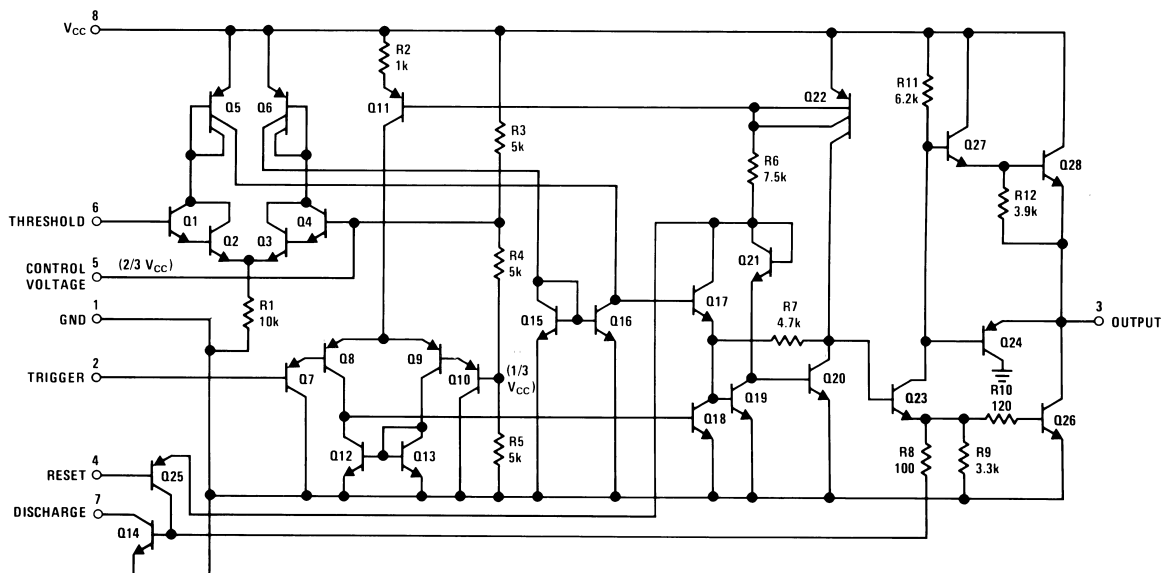 8
VCC
R2
1k
Q5
Q6
Q11
Q22
R11
6.2k
R3
5k
Q27
Q28
R6
7.5k
R12
3.9k
6
THRESHOLD
Q1
Q2
Q3
Q4
5
CONTROL
VOLTAGE
(2/3 VCC)
R4
5k
Q21
1
GND
R1
10k
Q15
Q16
Q17
R7
4.7k
3
OUTPUT
2
TRIGGER
Q7
Q8
Q9
Q10
(1/3
VCC)
Q24
Q18
Q19
Q20
Q23
R10
120
Q26
Q12
Q13
R5
5k
R8
100
R9
3.3k
4
RESET
Q25
7
DISCHARGE
Q14